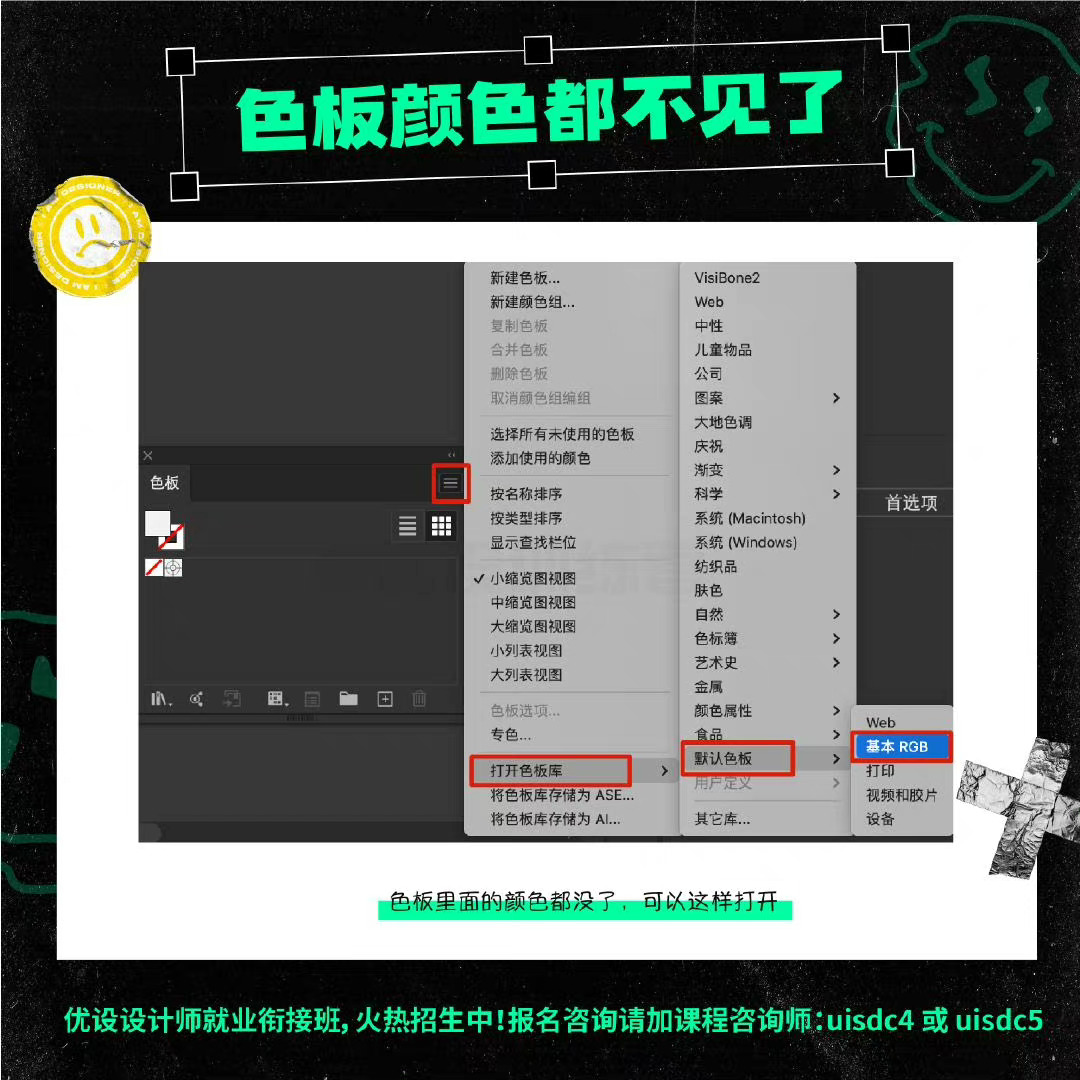 色板颜色都不见了
I AM DESIGNER
I AM DESIGNER
色板
新建色板...
新建颜色组...
复制色板
合并色板
删除色板
取消颜色组编组
选择所有未使用的色板
添加使用的颜色
按名称排序
按类型排序
显示查找栏位
小缩览图视图
中缩览图视图
大缩览图视图
小列表视图
大列表视图
色板选项...
专色...
打开色板库
将色板库存储为 ASE...
将色板库存储为 AI...
VisiBone2
Web
中性
儿童物品
公司
图案
大地色调
庆祝
渐变
科学
系统 (Macintosh)
系统 (Windows)
纺织品
肤色
自然
色标簿
艺术史
金属
颜色属性
食品
默认色板
用户定义
其它库...
首选项
Web
基本 RGB
打印
视频和胶片
设备
色板里面的颜色都没了，可以这样打开
优设设计师就业衔接班,火热招生中!报名咨询请加课程咨询师:uisdc4 或 uisdc5